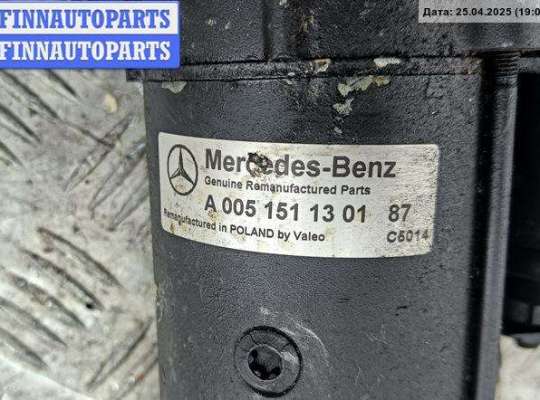 FINNAUTOPARTS
FINNAUTOPARTS
Дата: 25.04.2025 (19:0
Mercedes-Benz
Genuine Remanufactured Parts
A 005 151 13 01 87
Remanufactured in POLAND by Valeo C5014